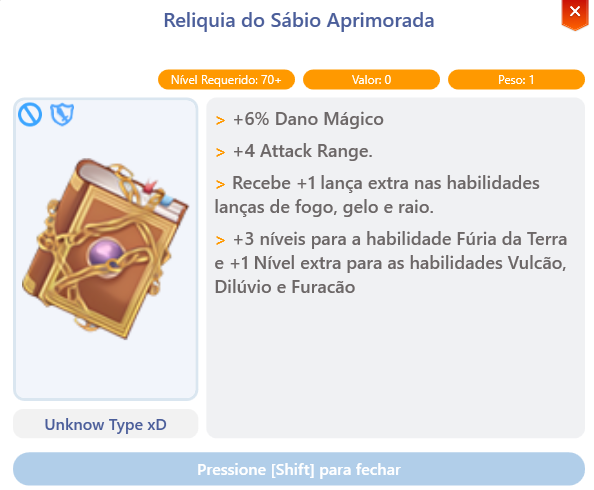 Reliquia do Sábio Aprimorada
Nível Requerido: 70+
Valor: 0
Peso: 1
> +6% Dano Mágico
> +4 Attack Range.
> Recebe +1 lança extra nas habilidades
lanças de fogo, gelo e raio.
> +3 níveis para a habilidade Fúria da Terra
e +1 Nível extra para as habilidades Vulcão,
Dilúvio e Furacão
Unknow Type xD
Pressione [Shift] para fechar